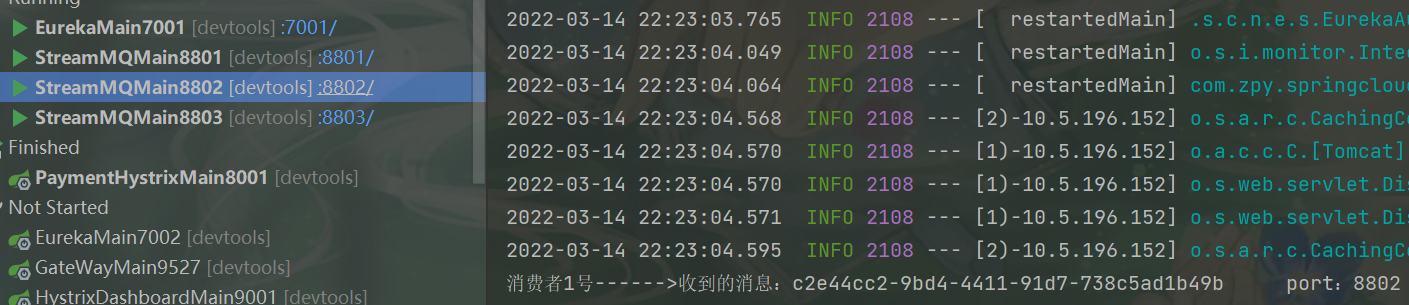 Running
EurekaMain7001 [devtools] :7001/
StreamMQMain8801 [devtools] :8801/
StreamMQMain8802 [devtools] :8802/
StreamMQMain8803 [devtools] :8803/
Finished
PaymentHystrixMain8001 [devtools]
Not Started
EurekaMain7002 [devtools]
GateWayMain9527 [devtools]
HystrixDashboardMain9001 [devtools]
2022-03-14 22:23:03.765 INFO 2108 --- [ restartedMain] .s.c.n.e.s.EurekaAu
2022-03-14 22:23:04.049 INFO 2108 --- [ restartedMain] o.s.i.monitor.Integ
2022-03-14 22:23:04.064 INFO 2108 --- [ restartedMain] com.zpy.springcloud
2022-03-14 22:23:04.568 INFO 2108 --- [2)-10.5.196.152] o.s.a.r.c.CachingCo
2022-03-14 22:23:04.570 INFO 2108 --- [1)-10.5.196.152] o.a.c.c.C.[Tomcat]
2022-03-14 22:23:04.570 INFO 2108 --- [1)-10.5.196.152] o.s.web.servlet.Dis
2022-03-14 22:23:04.571 INFO 2108 --- [1)-10.5.196.152] o.s.web.servlet.Dis
2022-03-14 22:23:04.595 INFO 2108 --- [2)-10.5.196.152] o.s.a.r.c.CachingCo
消费者1号------>收到的消息：c2e44cc2-9bd4-4411-91d7-738c5ad1b49b port：8802